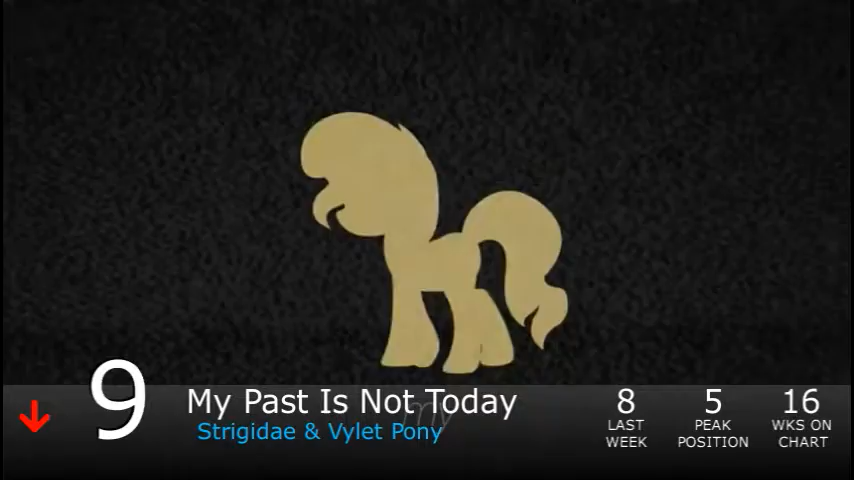 9
My Past Is Not Today
my
Strigidae & Vylet Pony
8
LAST
WEEK
5
PEAK
POSITION
16
WKS ON
CHART